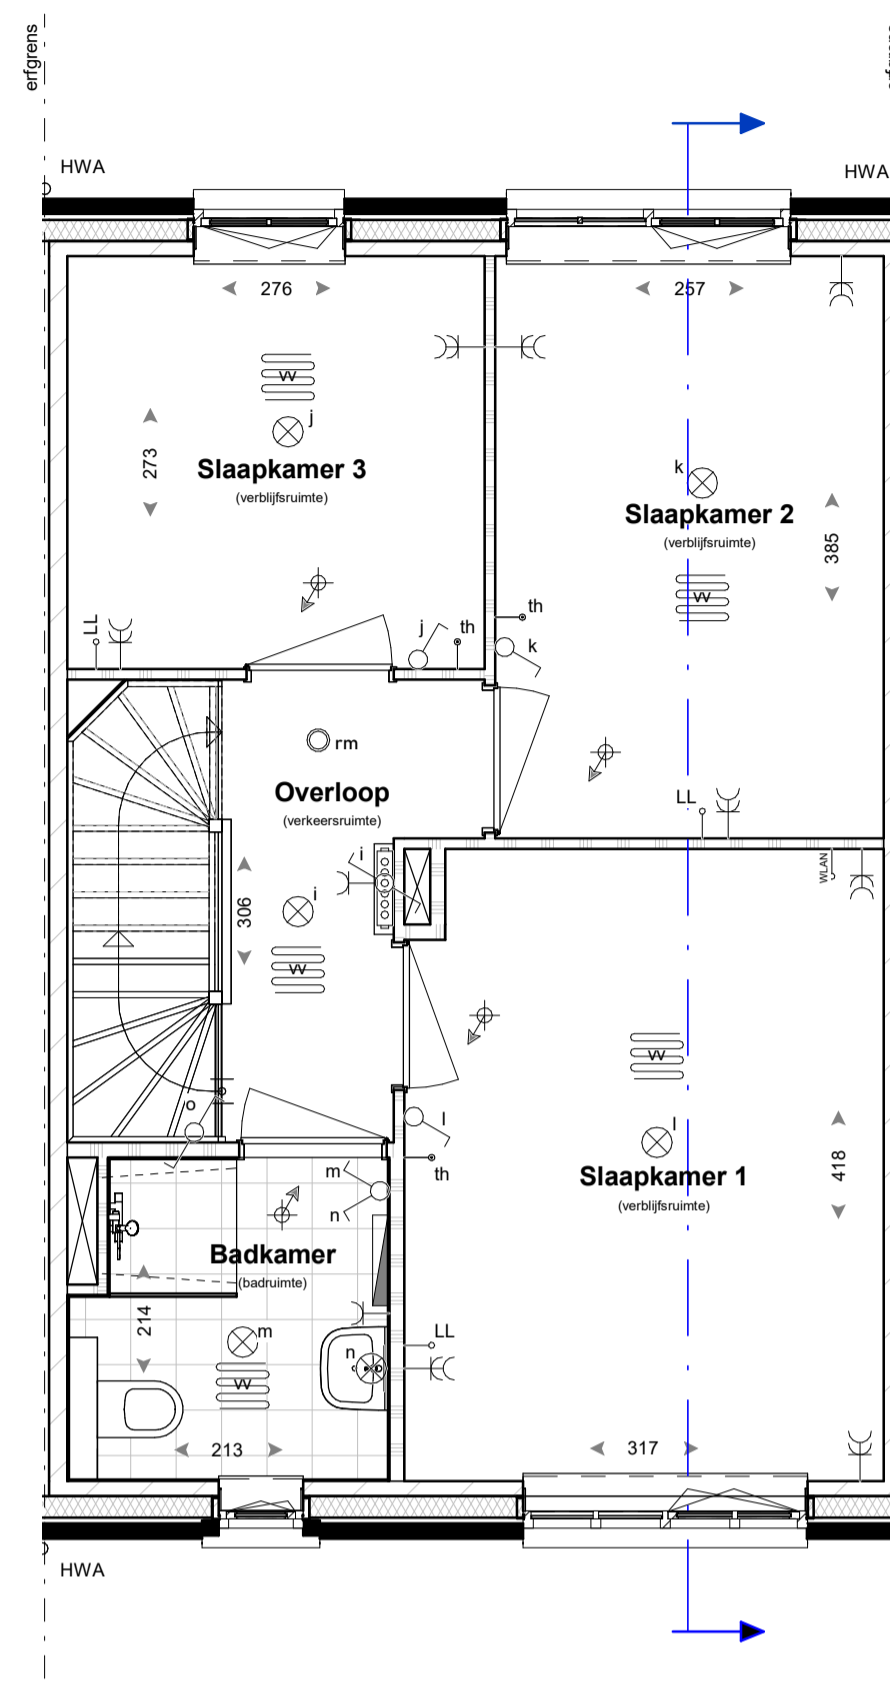 erfgrens
HWA
HWA
276
257
VV
j
273
Slaapkamer 3
(verblijfsruimte)
k
Slaapkamer 2
(verblijfsruimte)
385
VV
th
LL
j
th
k
rm
Overloop
(verkeersruimte)
LL
i
WLAN
i
306
VV
VV
o
l
l
m
th
Slaapkamer 1
(verblijfsruimte)
418
n
Badkamer
(badruimte)
214
m
LL
n
VV
213
317
HWA